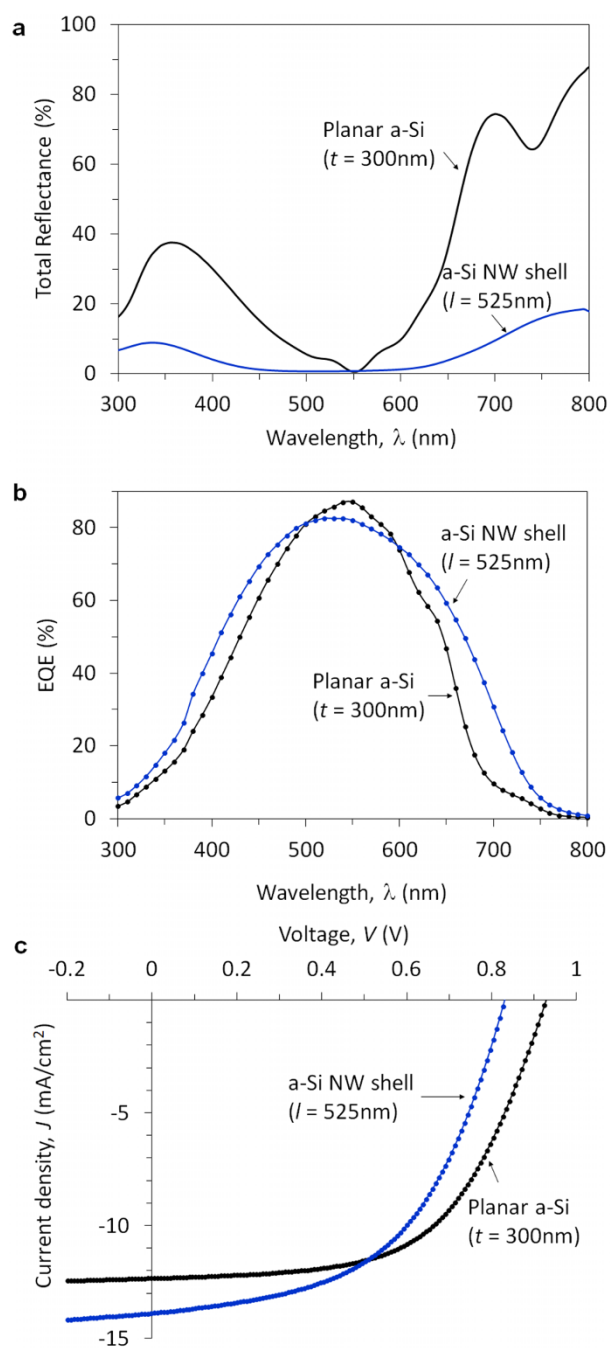 a
100
80
60
40
20
0
Total Reflectance (%)
Planar a-Si
(t = 300nm)
a-Si NW shell
(l = 525nm)
300 400 500 600 700 800
Wavelength, λ (nm)
b
80
60
40
20
0
EQE (%)
a-Si NW shell
(l = 525nm)
Planar a-Si
(t = 300nm)
300 400 500 600 700 800
Wavelength, λ (nm)
c
Voltage, V (V)
-0.2 0 0.2 0.4 0.6 0.8 1
Current density, J (mA/cm²)
-5
-10
-15
a-Si NW shell
(l = 525nm)
Planar a-Si
(t = 300nm)